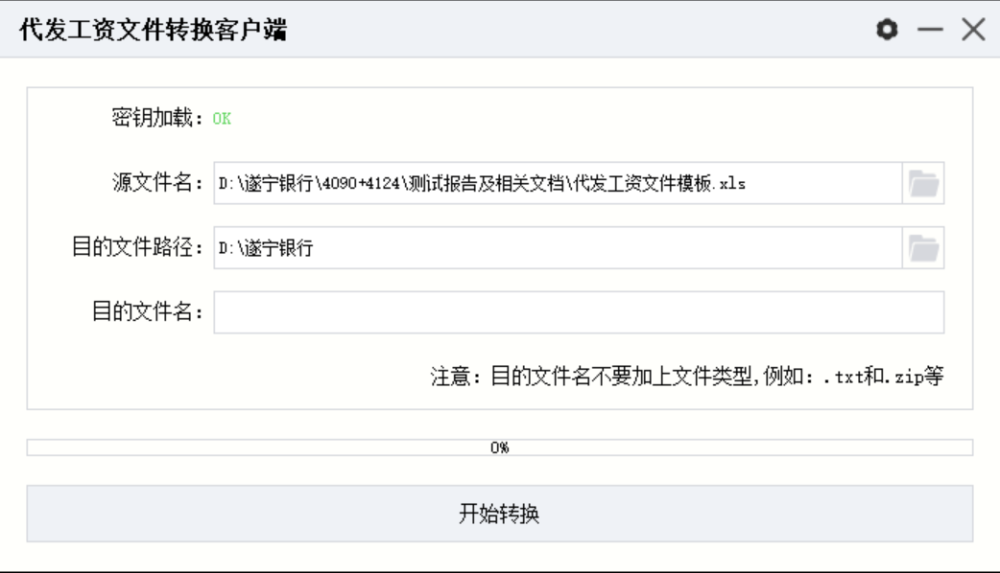 代发工资文件转换客户端
密钥加载：OK
源文件名：D:\遂宁银行\4090+4124\测试报告及相关文档\代发工资文件模板.xls
目的文件路径：D:\遂宁银行
目的文件名：
注意：目的文件名不要加上文件类型,例如：.txt和.zip等
0%
开始转换